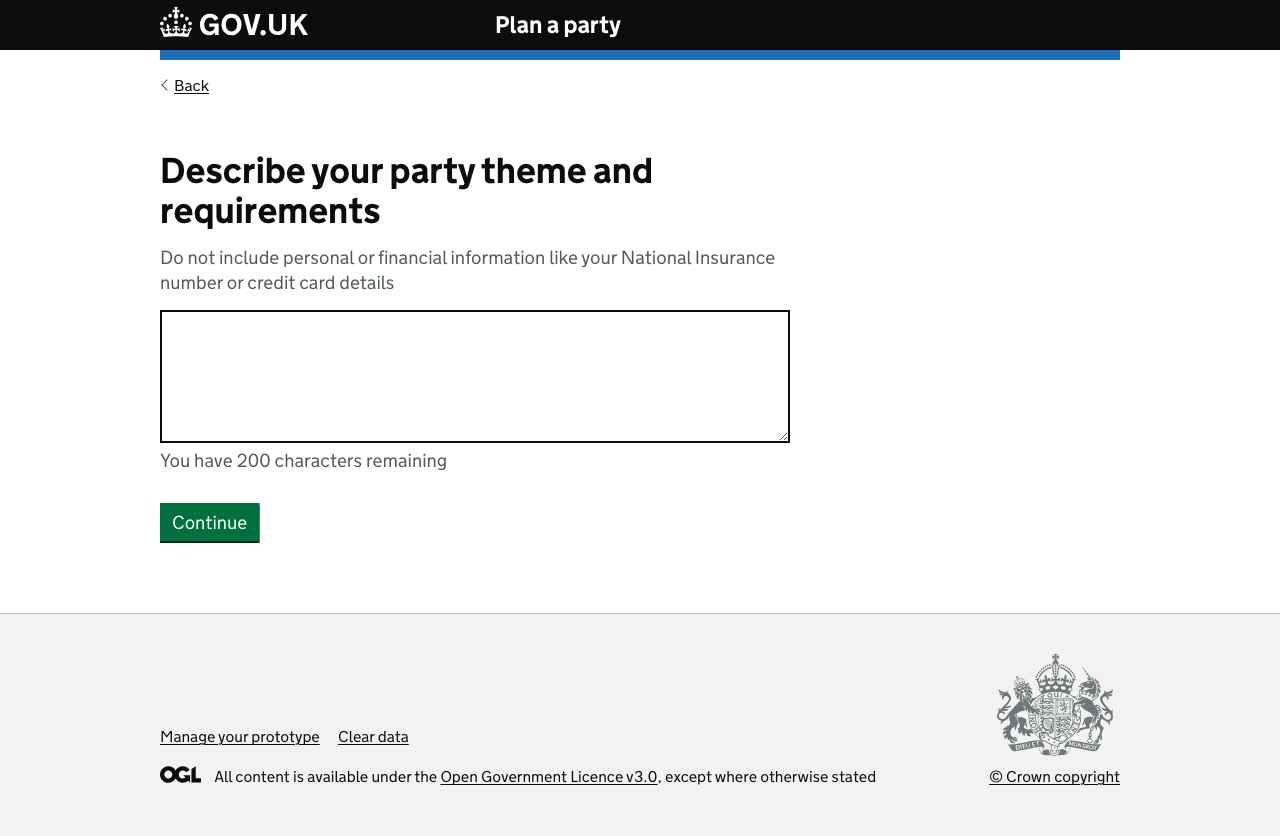 GOV.UK
Plan a party
Back
Describe your party theme and
requirements
Do not include personal or financial information like your National Insurance
number or credit card details
You have 200 characters remaining
Continue
Manage your prototype Clear data
OGL All content is available under the Open Government Licence v3.0, except where otherwise stated
© Crown copyright